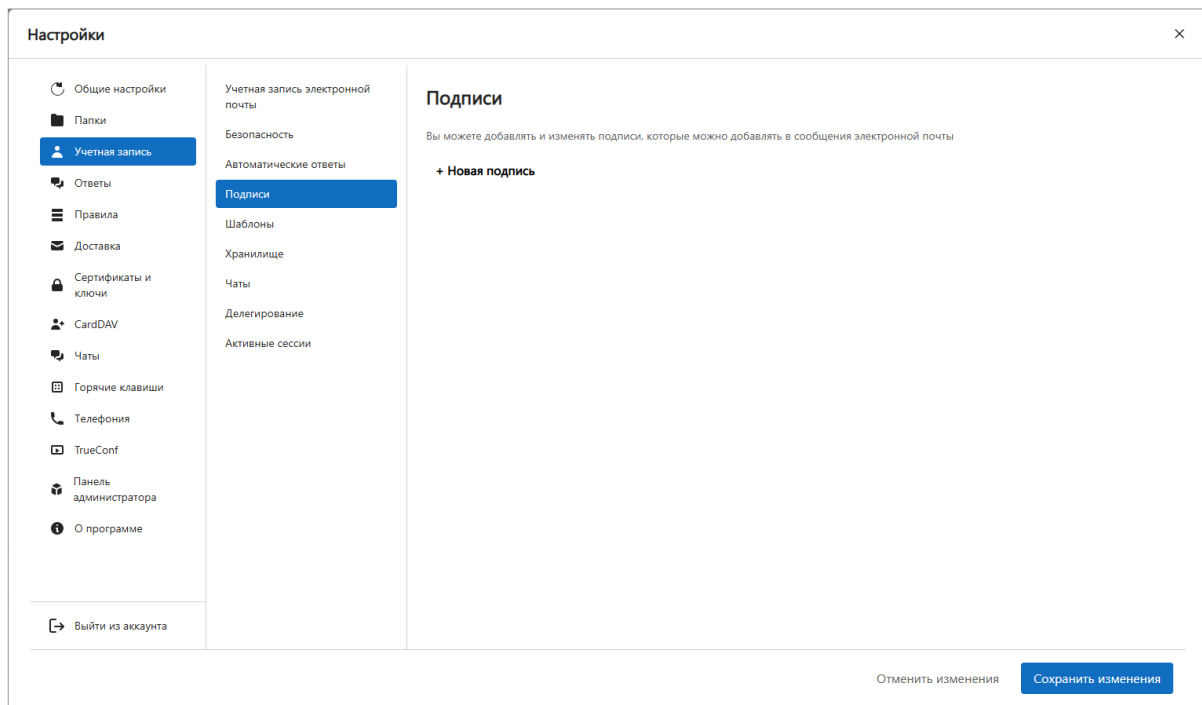 Настройки
Общие настройки
Папки
Учетная запись
Ответы
Правила
Доставка
Сертификаты и
ключи
CardDAV
Чаты
Горячие клавиши
Телефония
TrueConf
Панель
администратора
О программе
Выйти из аккаунта
Учетная запись электронной
почты
Безопасность
Автоматические ответы
Подписи
Шаблоны
Хранилище
Чаты
Делегирование
Активные сессии
Подписи
Вы можете добавлять и изменять подписи, которые можно добавлять в сообщения электронной почты
+ Новая подпись
Отменить изменения
Сохранить изменения